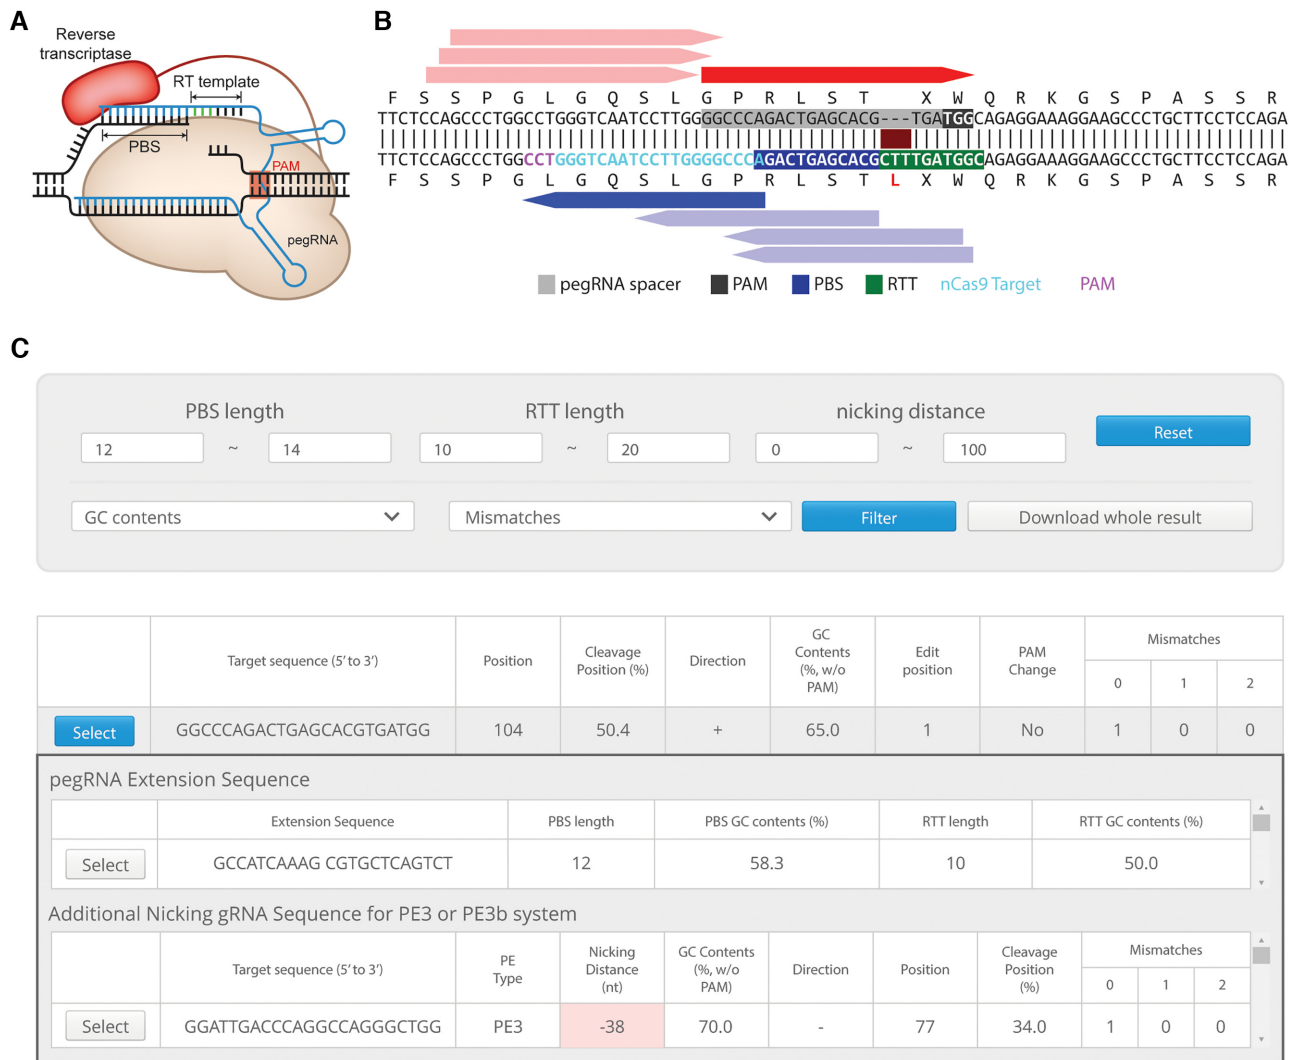 A
Reverse
transcriptase
RT template
PBS
PAM
pegRNA
B
F S S P G L G Q S L G P R L S T X W Q R K G S P A S S R
TTCTCCAGCCCTGGCCTGGGTCAATCCTTGGGGCCCAGACTGAGCACG---TGATGGCAGAGGAAAGGAAGCCCTGCTTCCTCCAGA
TTCTCCAGCCCTGGCCTGGGTCAATCCTTGGGGCCCAGACTGAGCACGCTTTGATGGCAGAGGAAAGGAAGCCCTGCTTCCTCCAGA
F S S P G L G Q S L G P R L S T L X W Q R K G S P A S S R
pegRNA spacer PAM PBS RTT nCas9 Target PAM
C
PBS length RTT length nicking distance
12 ~ 14 10 ~ 20 0 ~ 100 Reset
GC contents Mismatches Filter Download whole result
Target sequence (5' to 3') Position Cleavage Position (%) Direction GC Contents (%, w/o PAM) Edit position PAM Change Mismatches
0 1 2
Select GGCCCAGACTGAGCACGTGATGG 104 50.4 + 65.0 1 No 1 0 0
pegRNA Extension Sequence
Extension Sequence PBS length PBS GC contents (%) RTT length RTT GC contents (%)
Select GCCATCAAAG CGTGCTCAGTCT 12 58.3 10 50.0
Additional Nicking gRNA Sequence for PE3 or PE3b system
Target sequence (5' to 3') PE Type Nicking Distance (nt) GC Contents (%, w/o PAM) Direction Position Cleavage Position (%) Mismatches
0 1 2
Select GGATTGACCCAGGCCAGGGCTGG PE3 -38 70.0 - 77 34.0 1 0 0